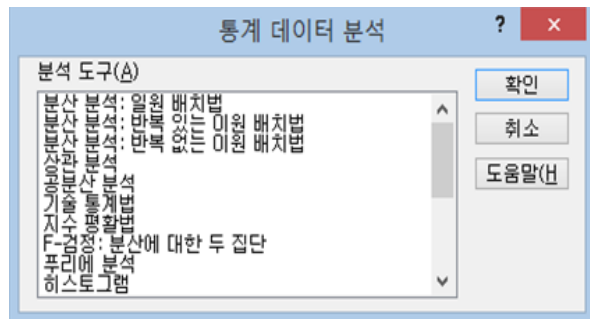 통계 데이터 분석
? ×
분석 도구(A)
분산 분석: 일원 배치법
분산 분석: 반복 있는 이원 배치법
분산 분석: 반복 없는 이원 배치법
상관 분석
공분산 분석
기술 통계법
지수 평활법
F-검정: 분산에 대한 두 집단
푸리에 분석
히스토그램
확인
취소
도움말(H